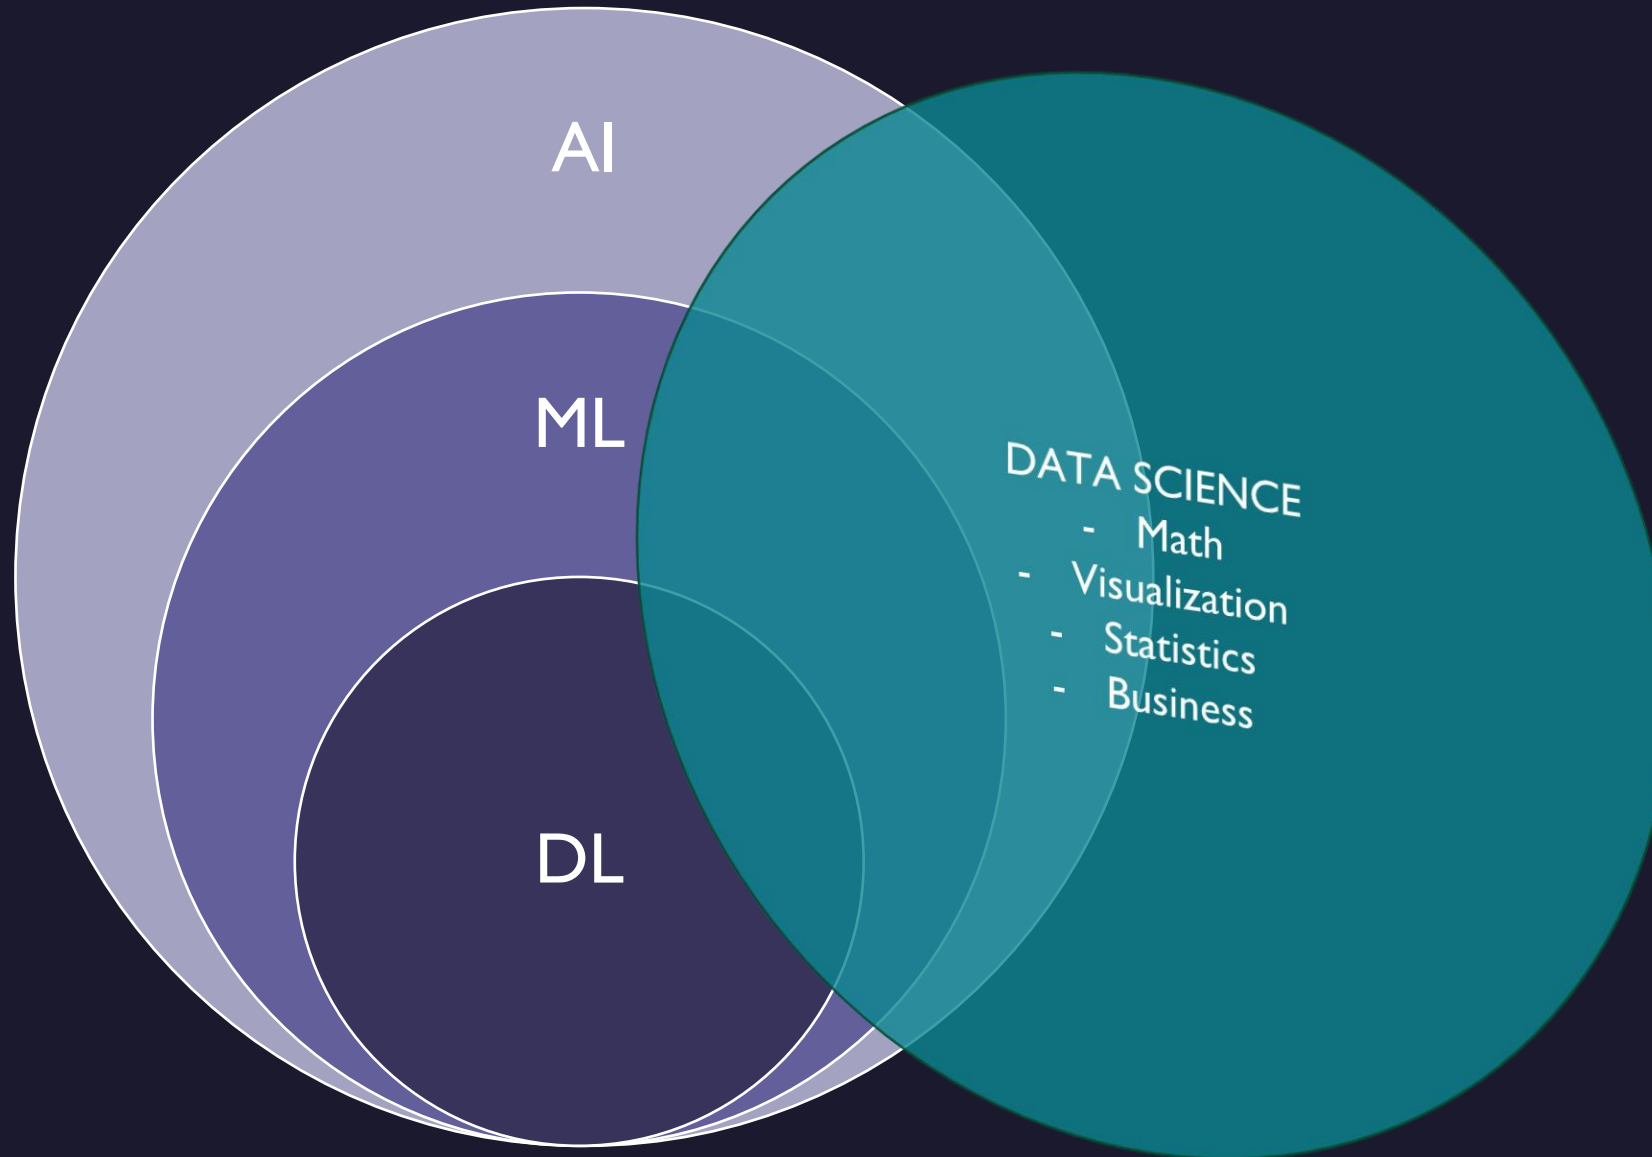 AI
ML
DL
DATA SCIENCE
- Math
- Visualization
- Statistics
- Business